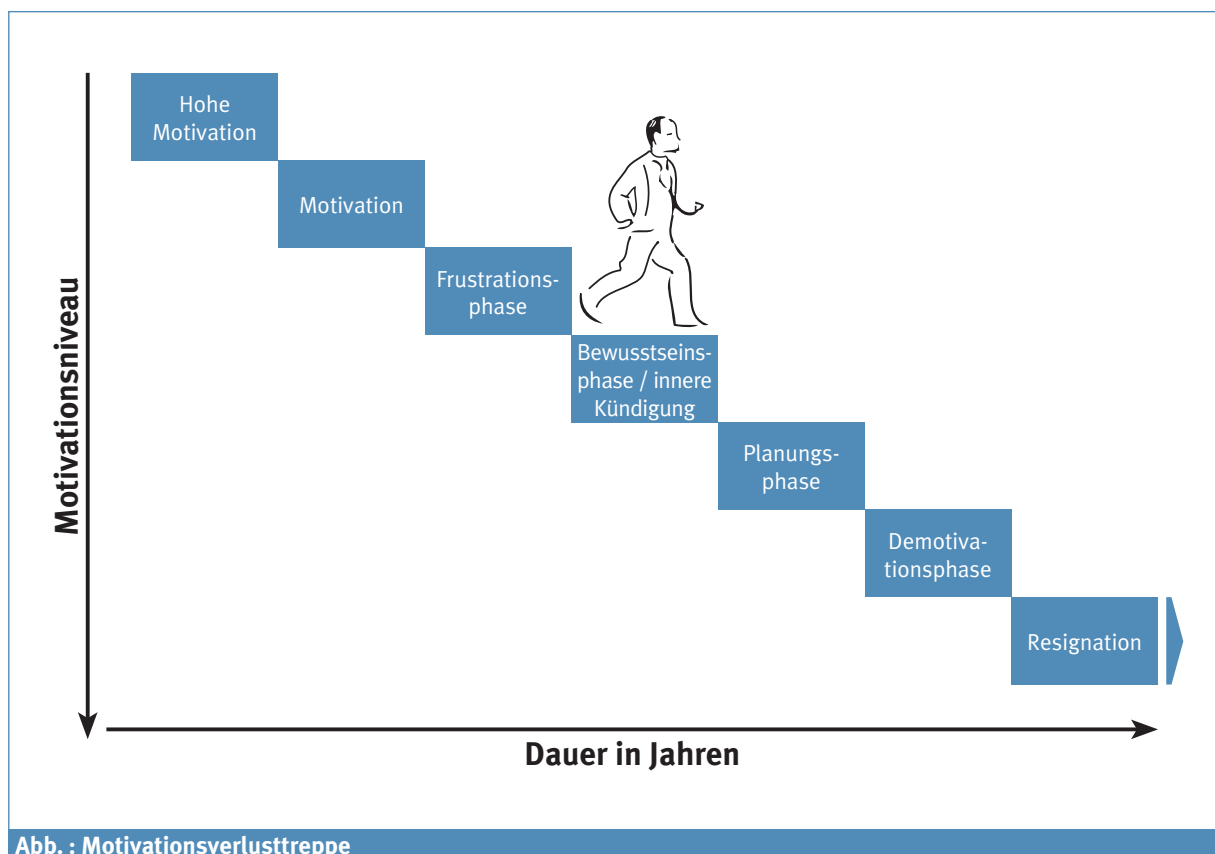 Hohe
Motivation
Motivation
Frustrations-
phase
Bewusstseins-
phase / innere
Kündigung
Planungs-
phase
Demotiva-
tionsphase
Resignation
Motivationsniveau
Dauer in Jahren
Abb. : Motivationsverlusttreppe